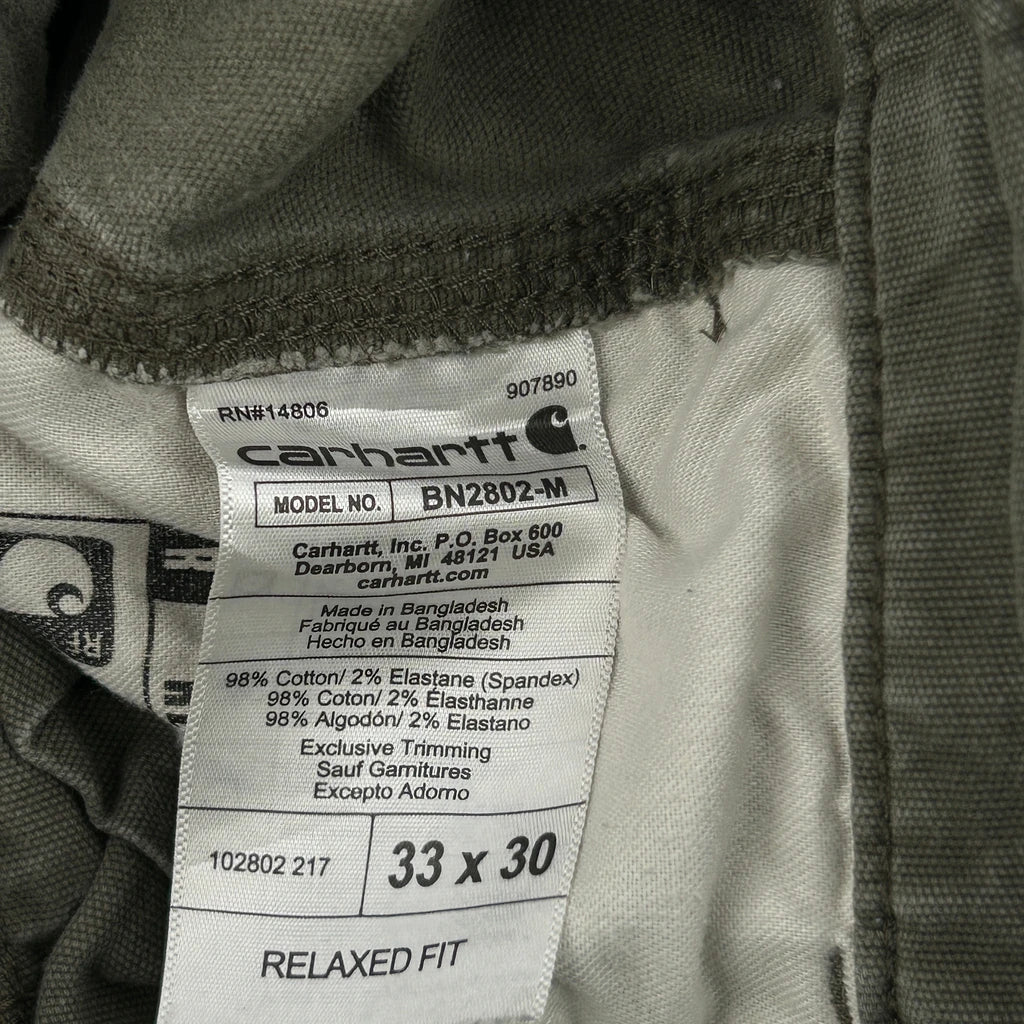 907890
RN#14806
carhartt
MODEL NO. BN2802-M
Carhartt, Inc. P.O. Box 600
Dearborn, MI 48121 USA
carhartt.com
Made in Bangladesh
Fabriqué au Bangladesh
Hecho en Bangladesh
98% Cotton/ 2% Elastane (Spandex)
98% Coton/ 2% Élasthanne
98% Algodón/ 2% Elastano
Exclusive Trimming
Sauf Garnitures
Excepto Adorno
102802 217 33 x 30
RELAXED FIT